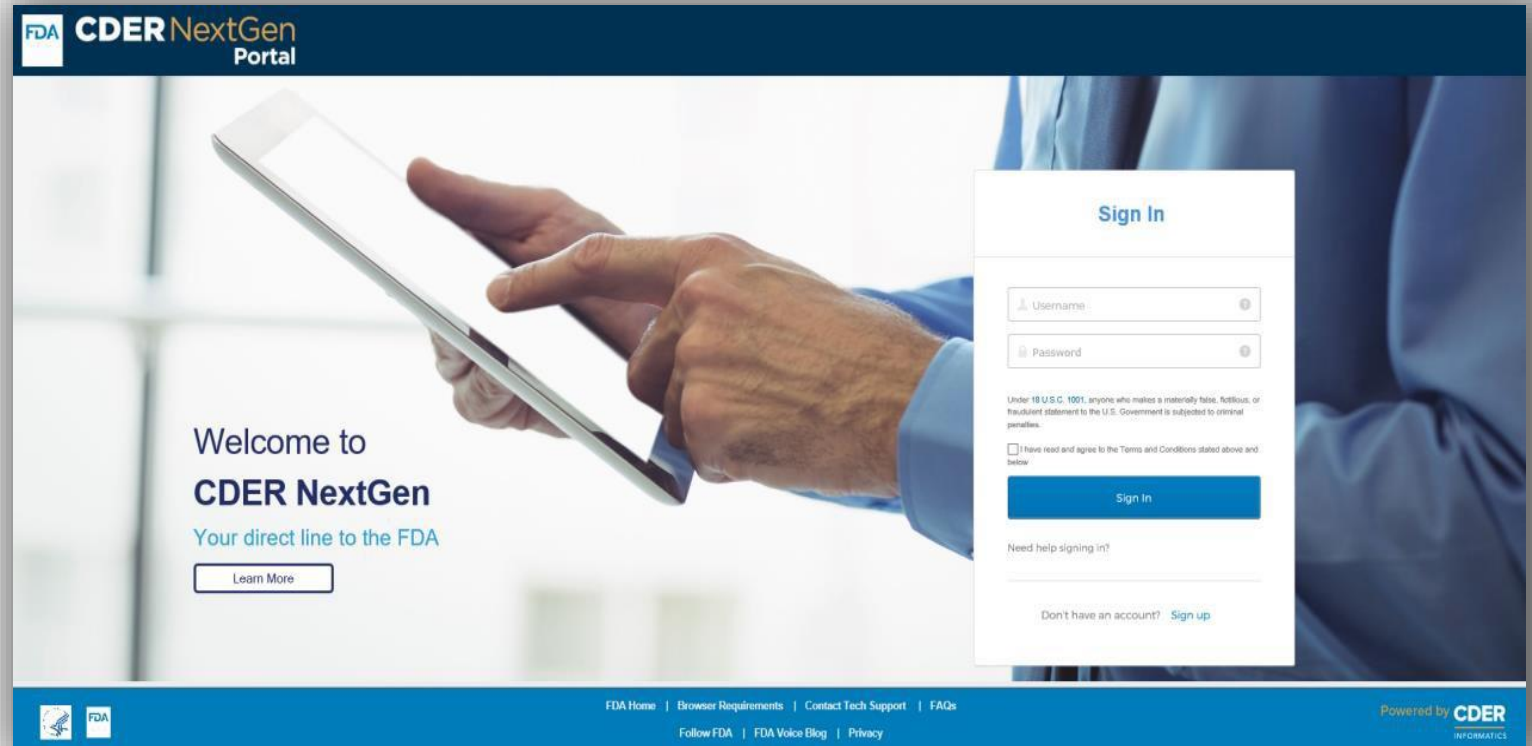 FDA
CDER NextGen
Portal
Welcome to
CDER NextGen
Your direct line to the FDA
Learn More
Sign In
Username
Password
Under 18 U.S.C. 1001, anyone who makes a materially false, fictitious, or
fraudulent statement to the U.S. Government is subjected to criminal
penalties.
I have read and agree to the Terms and Conditions stated above and
below
Sign In
Need help signing in?
Don't have an account? Sign up
FDA
FDA Home | Browser Requirements | Contact Tech Support | FAQs
Follow FDA | FDA Voice Blog | Privacy
Powered by CDER
INFORMATICS